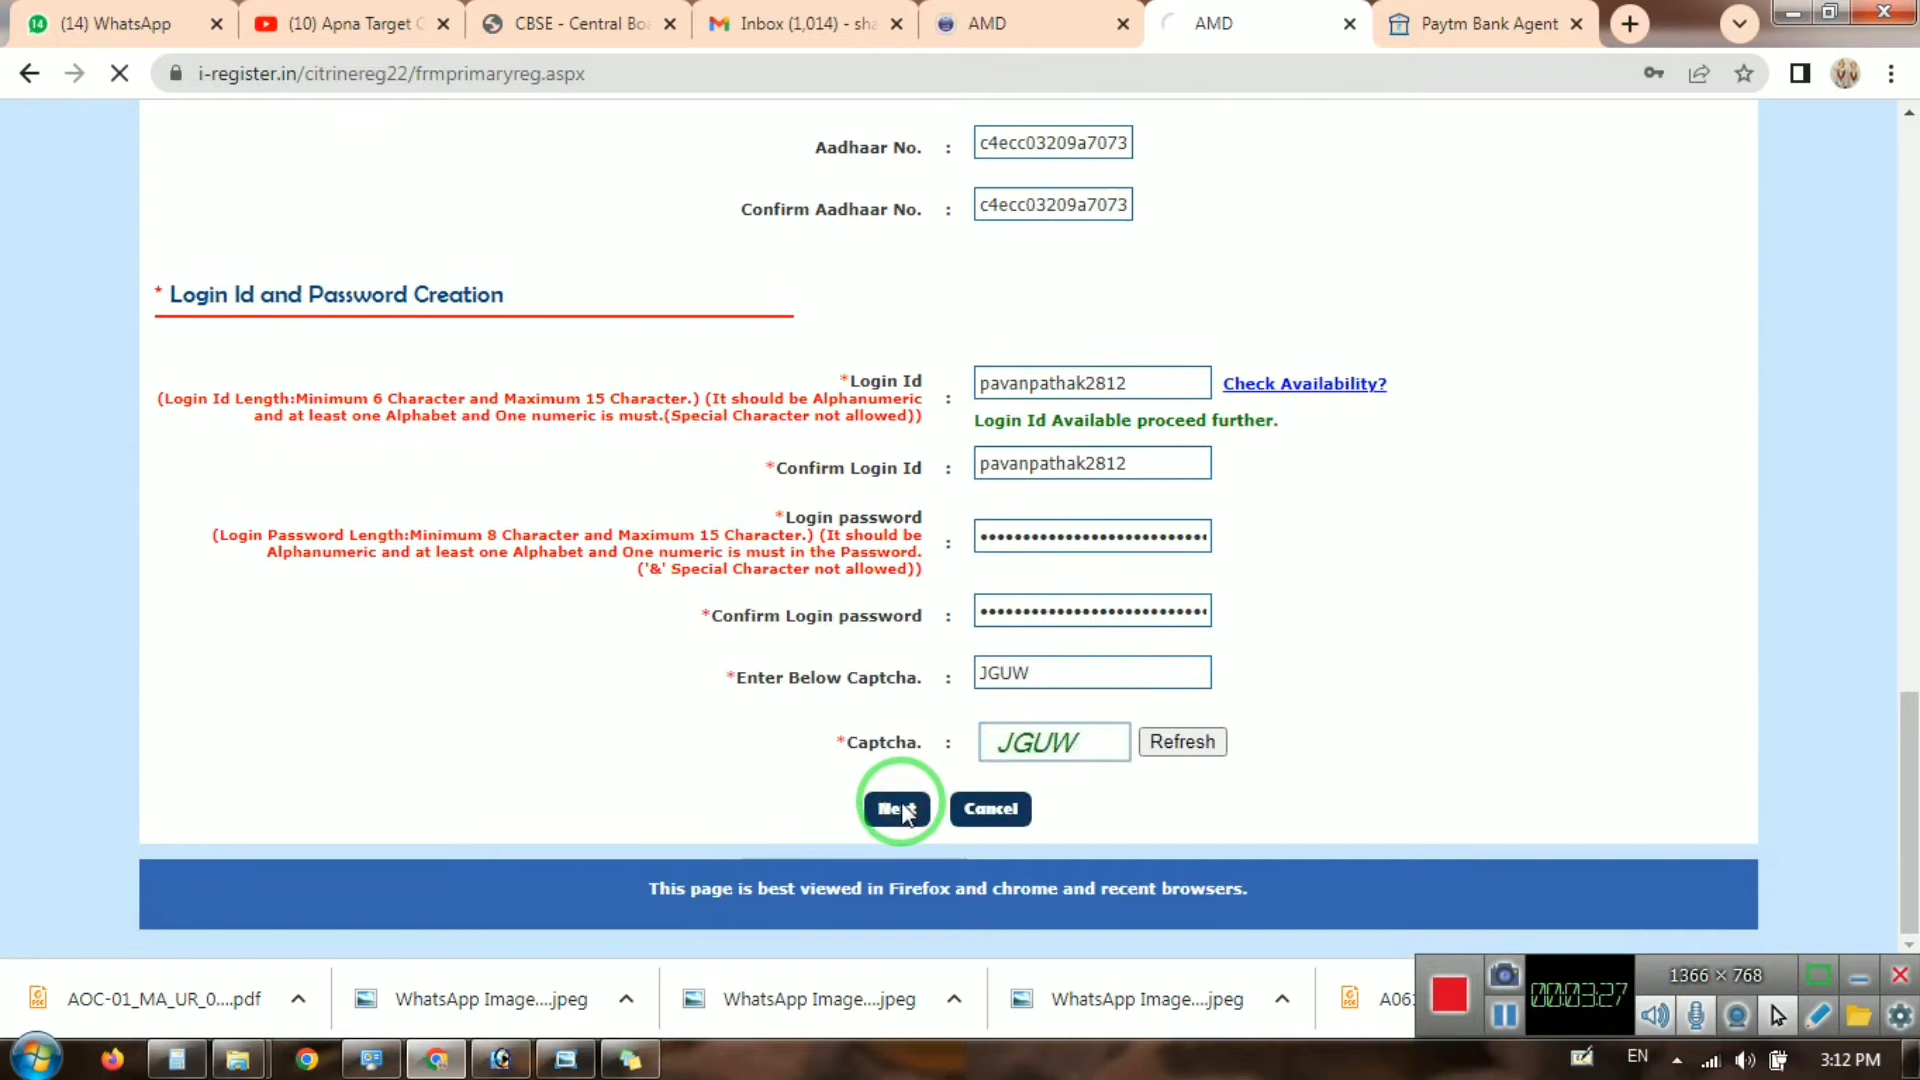 (14) WhatsApp
(10) Apna Target C
CBSE - Central Boa
Inbox (1,014) - sha
AMD
AMD
Paytm Bank Agent
i-register.in/citrinereg22/frmprimaryreg.aspx
Aadhaar No. : c4ecc03209a7073
Confirm Aadhaar No. : c4ecc03209a7073
* Login Id and Password Creation
*Login Id
(Login Id Length:Minimum 6 Character and Maximum 15 Character.) (It should be Alphanumeric
and at least one Alphabet and One numeric is must.(Special Character not allowed))
:
pavanpathak2812 Check Availability?
Login Id Available proceed further.
*Confirm Login Id : pavanpathak2812
*Login password
(Login Password Length:Minimum 8 Character and Maximum 15 Character.) (It should be
Alphanumeric and at least one Alphabet and One numeric is must in the Password.
('&' Special Character not allowed))
:
*Confirm Login password :
*Enter Below Captcha. : JGUW
*Captcha. : JGUW Refresh
Next Cancel
This page is best viewed in Firefox and chrome and recent browsers.
AOC-01_MA_UR_0....pdf
WhatsApp Image....jpeg
WhatsApp Image....jpeg
WhatsApp Image....jpeg
A061
1366 × 768
00:03:27
EN
3:12 PM